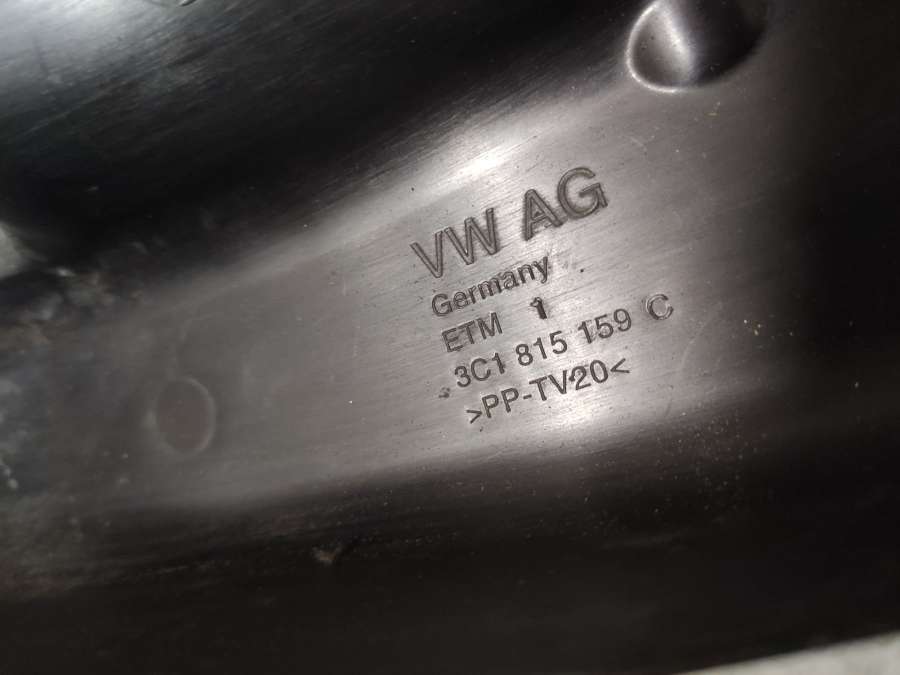 VW AG
Germany
ETM 1
3C1 815 159 C
>PP-TV20<